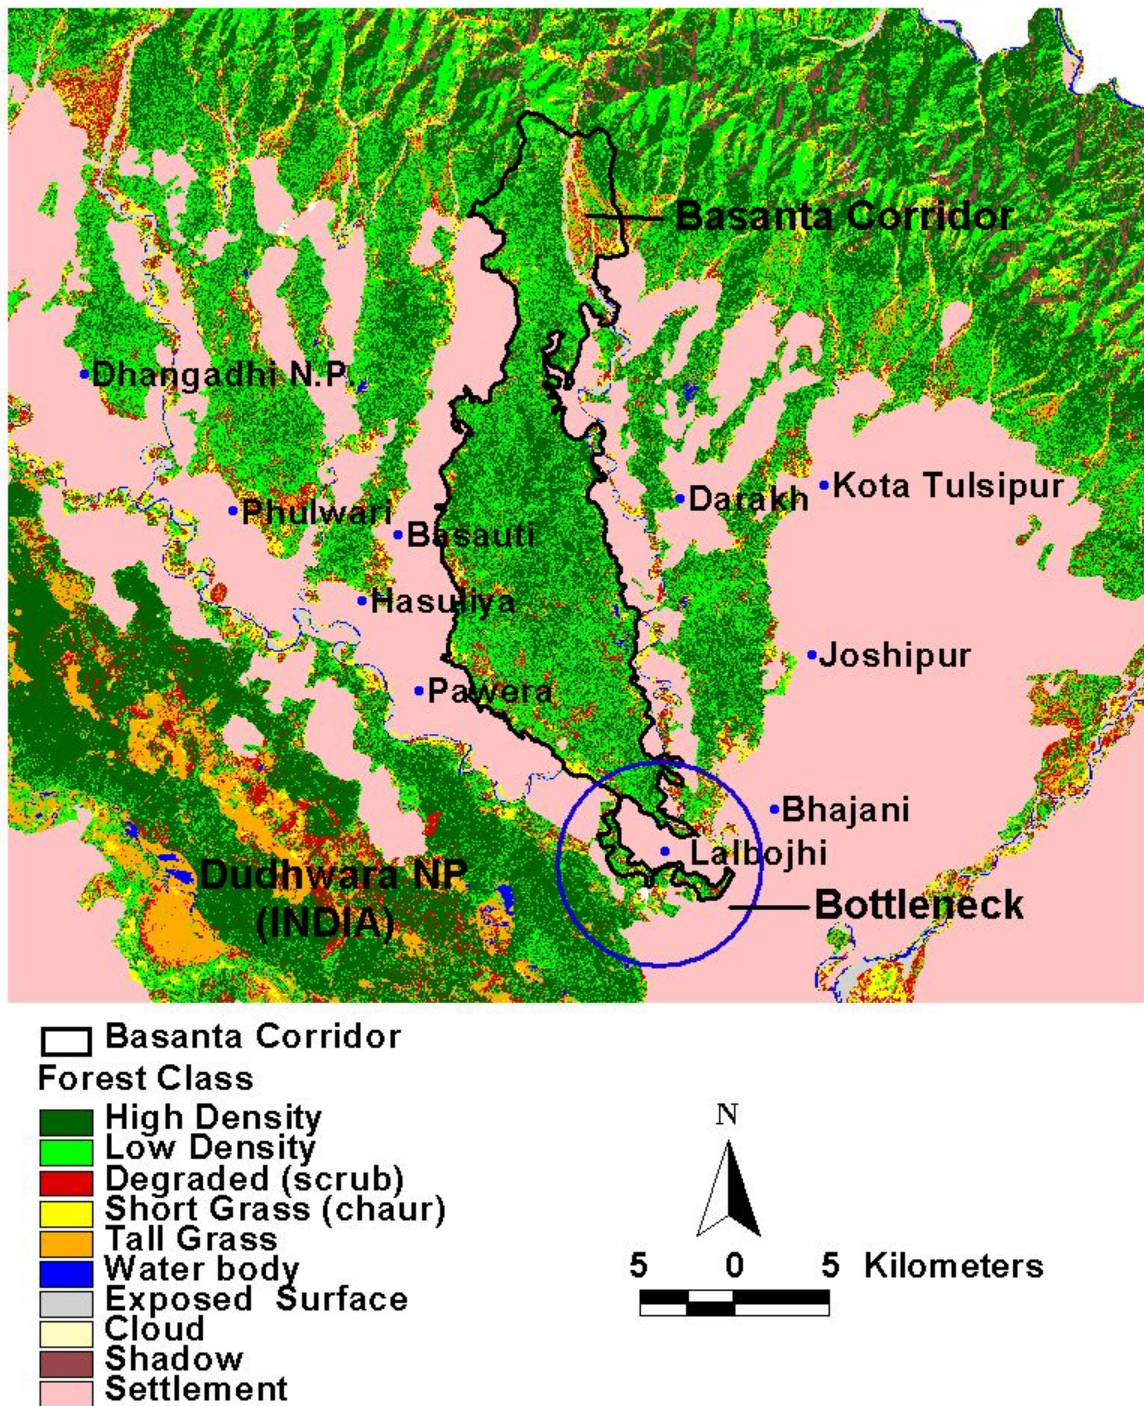 Basanta Corridor
Dhangadhi N.P.
Kota Tulsipur
Darakh
Phulwari
Basauti
Hasuliya
Joshipur
Pawera
Bhajani
Lalbojhi
Dudhwara NP
(INDIA)
Bottleneck
Basanta Corridor
Forest Class
High Density
Low Density
Degraded (scrub)
Short Grass (chaur)
Tall Grass
Water body
Exposed Surface
Cloud
Shadow
Settlement
N
5 0 5 Kilometers